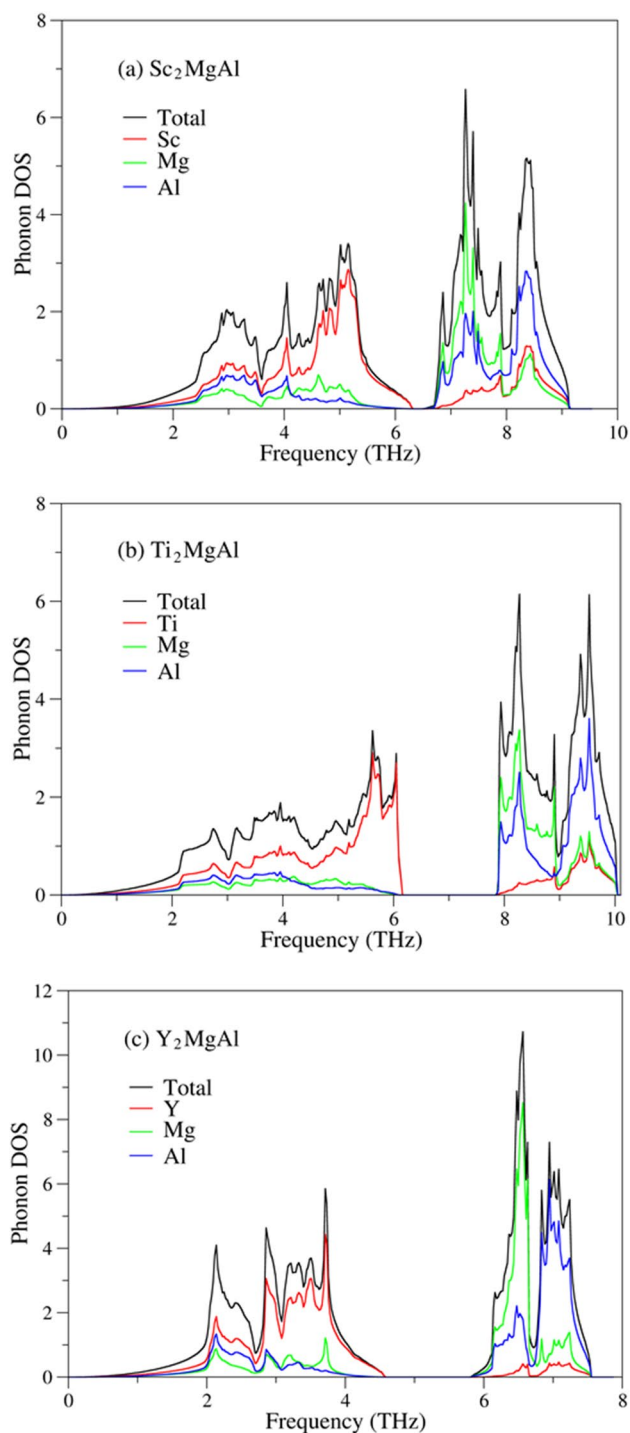 8
(a) Sc₂MgAl
Total
Sc
Mg
Al
6
4
2
0
Phonon DOS
0 2 4 6 8 10
Frequency (THz)
8
(b) Ti₂MgAl
Total
Ti
Mg
Al
6
4
2
0
Phonon DOS
0 2 4 6 8 10
Frequency (THz)
12
(c) Y₂MgAl
10
Total
Y
Mg
Al
8
6
4
2
0
Phonon DOS
0 2 4 6 8
Frequency (THz)